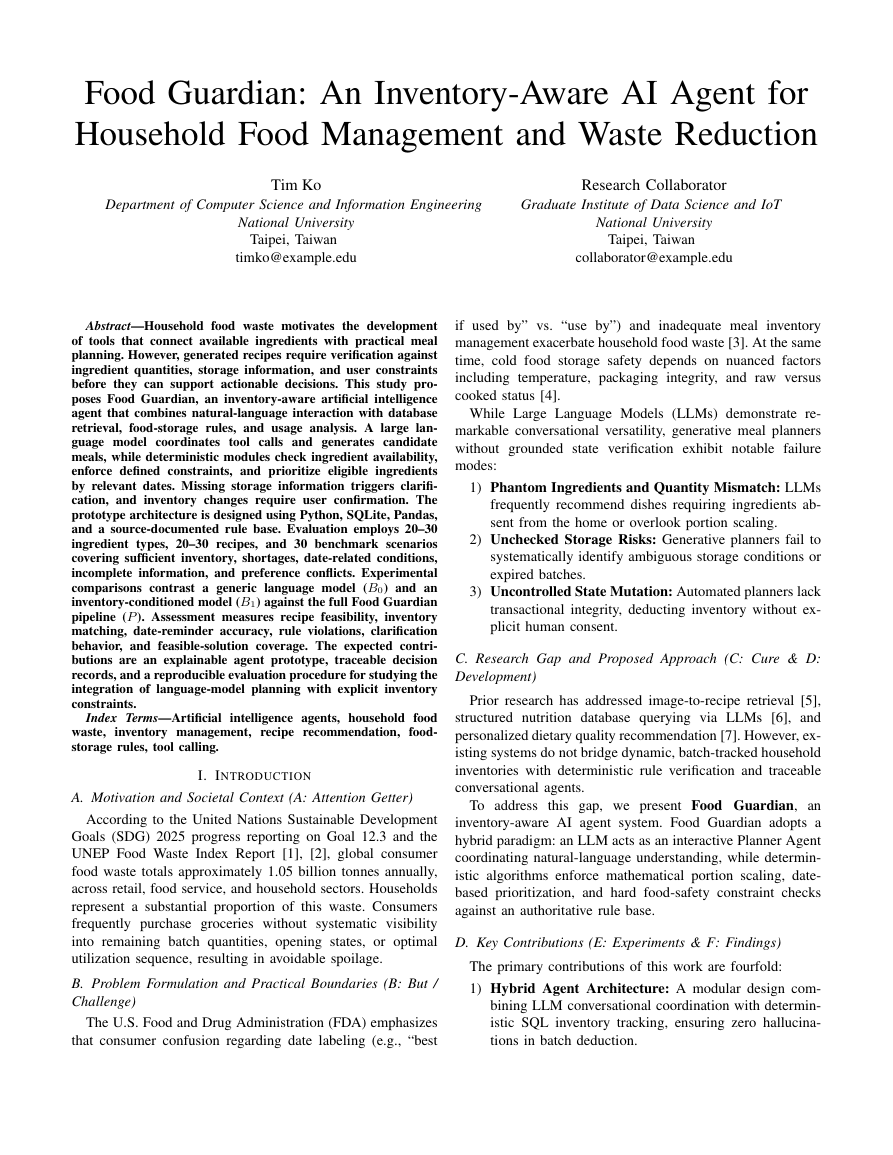 Food Guardian: An Inventory-Aware AI Agent for
Household Food Management and Waste Reduction
Tim Ko
Department of Computer Science and Information Engineering
National University
Taipei, Taiwan
timko@example.edu
Research Collaborator
Graduate Institute of Data Science and IoT
National University
Taipei, Taiwan
collaborator@example.edu
Abstract—Household food waste motivates the development
of tools that connect available ingredients with practical meal
planning. However, generated recipes require verification against
ingredient quantities, storage information, and user constraints
before they can support actionable decisions. This study pro-
poses Food Guardian, an inventory-aware artificial intelligence
agent that combines natural-language interaction with database
retrieval, food-storage rules, and usage analysis. A large lan-
guage model coordinates tool calls and generates candidate
meals, while deterministic modules check ingredient availability,
enforce defined constraints, and prioritize eligible ingredients
by relevant dates. Missing storage information triggers clarifi-
cation, and inventory changes require user confirmation. The
prototype architecture is designed using Python, SQLite, Pandas,
and a source-documented rule base. Evaluation employs 20–30
ingredient types, 20–30 recipes, and 30 benchmark scenarios
covering sufficient inventory, shortages, date-related conditions,
incomplete information, and preference conflicts. Experimental
comparisons contrast a generic language model (B0) and an
inventory-conditioned model (B1) against the full Food Guardian
pipeline (P). Assessment measures recipe feasibility, inventory
matching, date-reminder accuracy, rule violations, clarification
behavior, and feasible-solution coverage. The expected contri-
butions are an explainable agent prototype, traceable decision
records, and a reproducible evaluation procedure for studying the
integration of language-model planning with explicit inventory
constraints.
Index Terms—Artificial intelligence agents, household food
waste, inventory management, recipe recommendation, food-
storage rules, tool calling.
I. INTRODUCTION
A. Motivation and Societal Context (A: Attention Getter)
According to the United Nations Sustainable Development
Goals (SDG) 2025 progress reporting on Goal 12.3 and the
UNEP Food Waste Index Report [1], [2], global consumer
food waste totals approximately 1.05 billion tonnes annually,
across retail, food service, and household sectors. Households
represent a substantial proportion of this waste. Consumers
frequently purchase groceries without systematic visibility
into remaining batch quantities, opening states, or optimal
utilization sequence, resulting in avoidable spoilage.
B. Problem Formulation and Practical Boundaries (B: But /
Challenge)
The U.S. Food and Drug Administration (FDA) emphasizes
that consumer confusion regarding date labeling (e.g., “best
if used by” vs. “use by”) and inadequate meal inventory
management exacerbate household food waste [3]. At the same
time, cold food storage safety depends on nuanced factors
including temperature, packaging integrity, and raw versus
cooked status [4].
While Large Language Models (LLMs) demonstrate re-
markable conversational versatility, generative meal planners
without grounded state verification exhibit notable failure
modes:
1) Phantom Ingredients and Quantity Mismatch: LLMs
frequently recommend dishes requiring ingredients ab-
sent from the home or overlook portion scaling.
2) Unchecked Storage Risks: Generative planners fail to
systematically identify ambiguous storage conditions or
expired batches.
3) Uncontrolled State Mutation: Automated planners lack
transactional integrity, deducting inventory without ex-
plicit human consent.
C. Research Gap and Proposed Approach (C: Cure & D:
Development)
Prior research has addressed image-to-recipe retrieval [5],
structured nutrition database querying via LLMs [6], and
personalized dietary quality recommendation [7]. However, ex-
isting systems do not bridge dynamic, batch-tracked household
inventories with deterministic rule verification and traceable
conversational agents.
To address this gap, we present Food Guardian, an
inventory-aware AI agent system. Food Guardian adopts a
hybrid paradigm: an LLM acts as an interactive Planner Agent
coordinating natural-language understanding, while determin-
istic algorithms enforce mathematical portion scaling, date-
based prioritization, and hard food-safety constraint checks
against an authoritative rule base.
D. Key Contributions (E: Experiments & F: Findings)
The primary contributions of this work are fourfold:
1) Hybrid Agent Architecture: A modular design com-
bining LLM conversational coordination with determin-
istic SQL inventory tracking, ensuring zero hallucina-
tions in batch deduction.